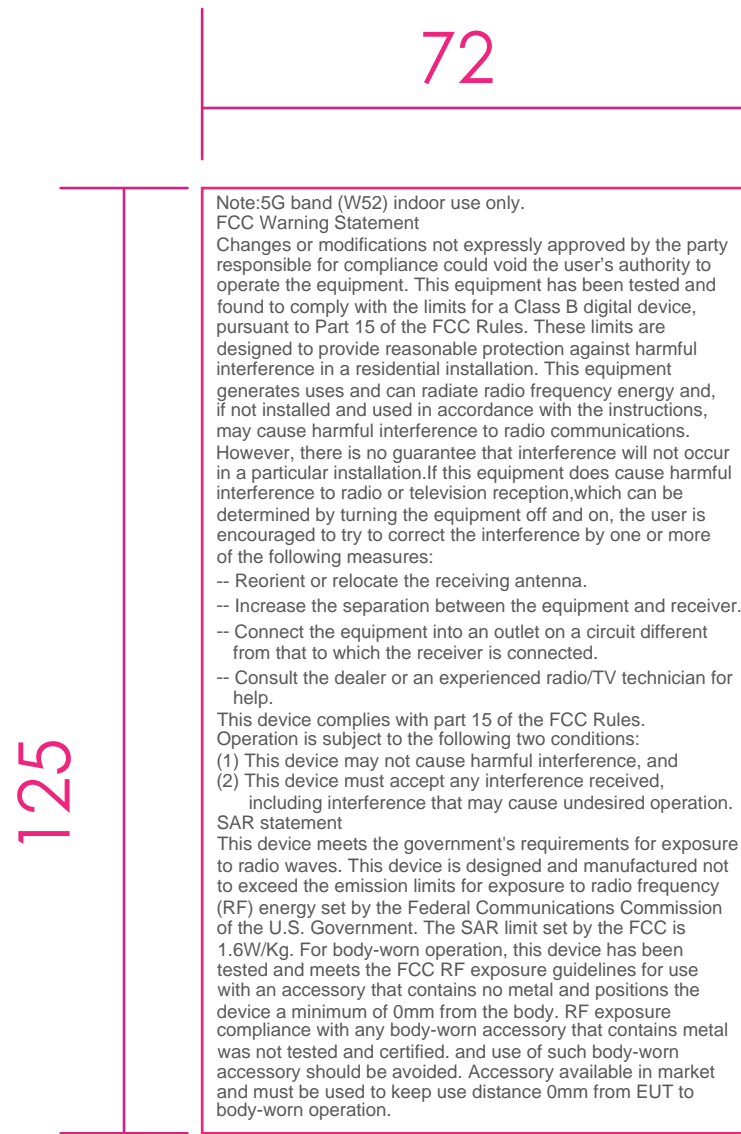 72
125
Note:5G band (W52) indoor use only.
FCC Warning Statement
Changes or modifications not expressly approved by the party
responsible for compliance could void the user's authority to
operate the equipment. This equipment has been tested and
found to comply with the limits for a Class B digital device,
pursuant to Part 15 of the FCC Rules. These limits are
designed to provide reasonable protection against harmful
interference in a residential installation. This equipment
generates uses and can radiate radio frequency energy and,
if not installed and used in accordance with the instructions,
may cause harmful interference to radio communications.
However, there is no guarantee that interference will not occur
in a particular installation.If this equipment does cause harmful
interference to radio or television reception,which can be
determined by turning the equipment off and on, the user is
encouraged to try to correct the interference by one or more
of the following measures:
-- Reorient or relocate the receiving antenna.
-- Increase the separation between the equipment and receiver.
-- Connect the equipment into an outlet on a circuit different
from that to which the receiver is connected.
-- Consult the dealer or an experienced radio/TV technician for
help.
This device complies with part 15 of the FCC Rules.
Operation is subject to the following two conditions:
(1) This device may not cause harmful interference, and
(2) This device must accept any interference received,
including interference that may cause undesired operation.
SAR statement
This device meets the government's requirements for exposure
to radio waves. This device is designed and manufactured not
to exceed the emission limits for exposure to radio frequency
(RF) energy set by the Federal Communications Commission
of the U.S. Government. The SAR limit set by the FCC is
1.6W/Kg. For body-worn operation, this device has been
tested and meets the FCC RF exposure guidelines for use
with an accessory that contains no metal and positions the
device a minimum of 0mm from the body. RF exposure
compliance with any body-worn accessory that contains metal
was not tested and certified. and use of such body-worn
accessory should be avoided. Accessory available in market
and must be used to keep use distance 0mm from EUT to
body-worn operation.